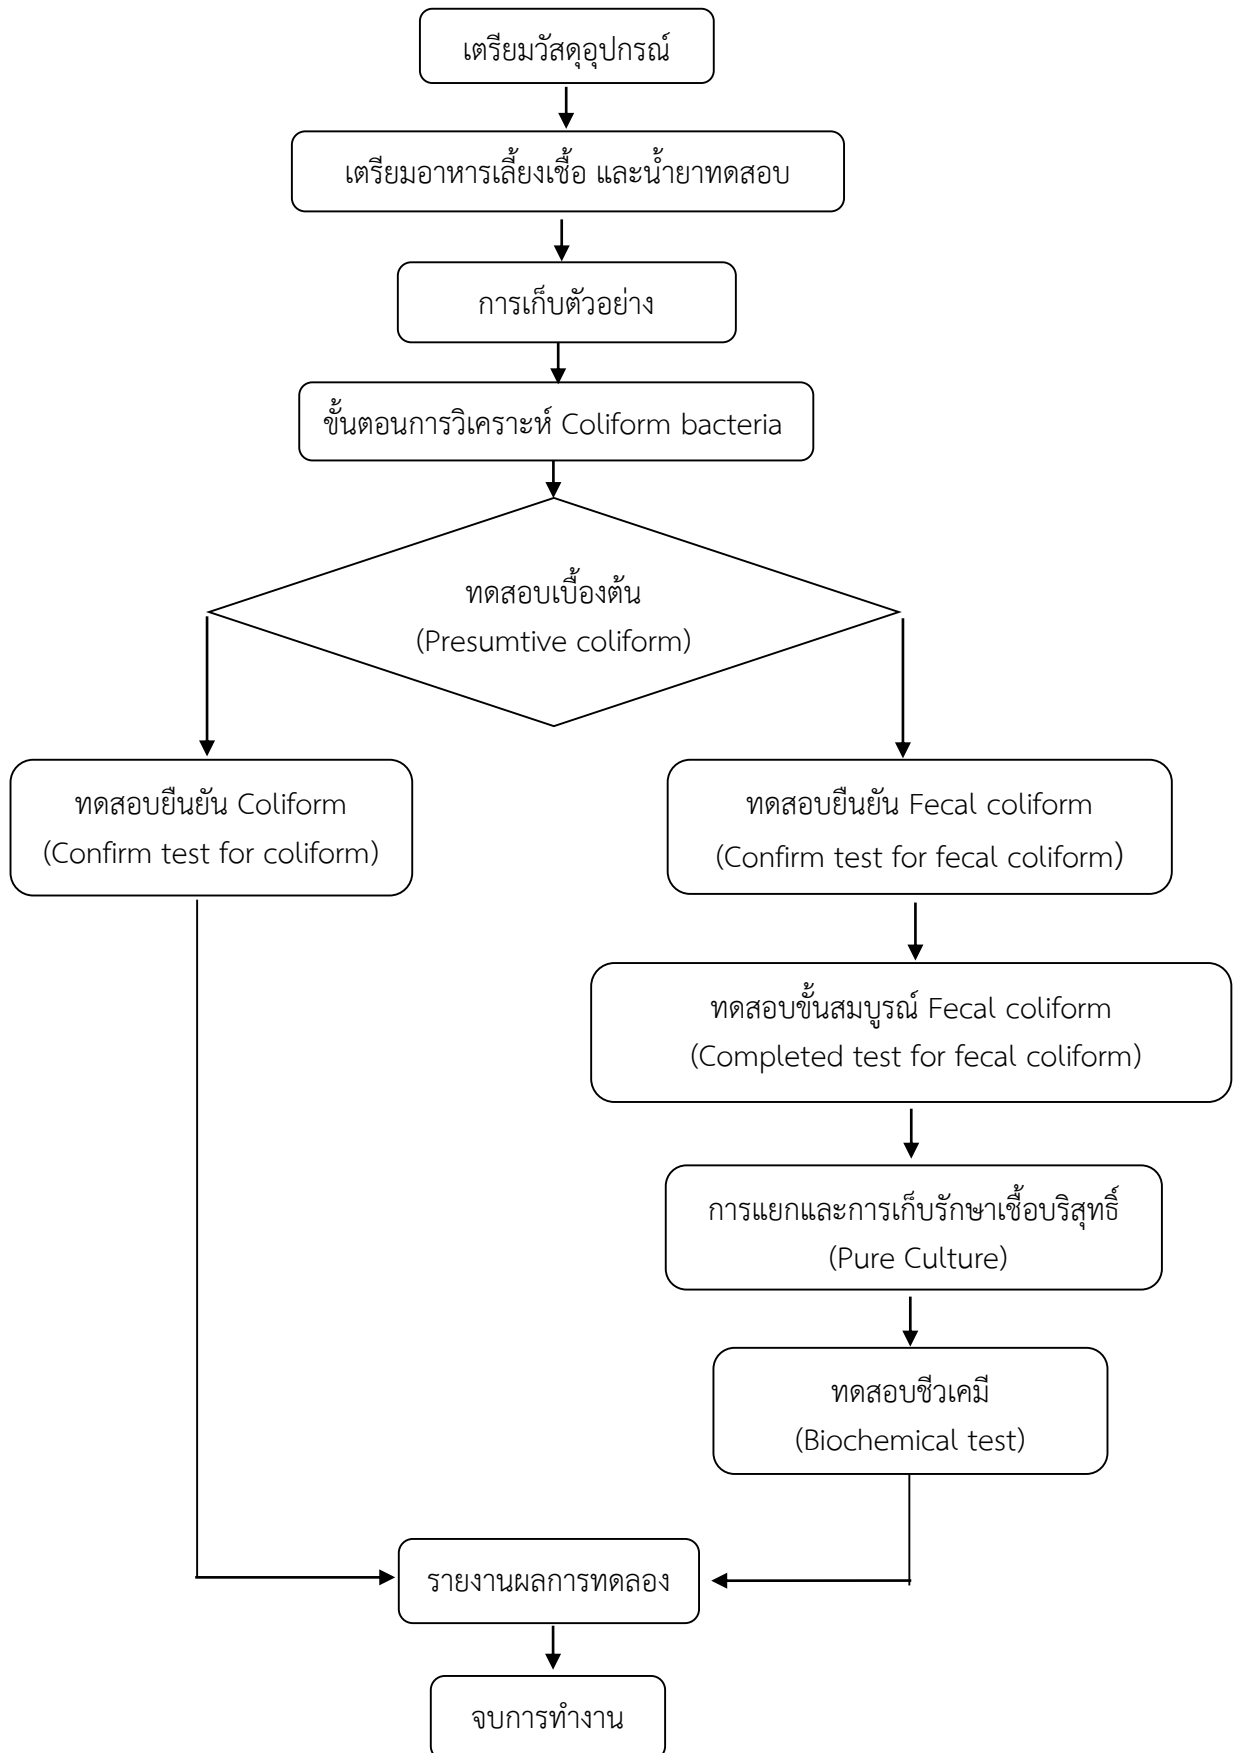 เตรียมวัสดุอุปกรณ์
เตรียมอาหารเลี้ยงเชื้อ และน้ำยาทดสอบ
การเก็บตัวอย่าง
ขั้นตอนการวิเคราะห์ Coliform bacteria
ทดสอบเบื้องต้น
(Presumtive coliform)
ทดสอบยืนยัน Coliform
(Confirm test for coliform)
ทดสอบยืนยัน Fecal coliform
(Confirm test for fecal coliform)
ทดสอบขั้นสมบูรณ์ Fecal coliform
(Completed test for fecal coliform)
การแยกและการเก็บรักษาเชื้อบริสุทธิ์
(Pure Culture)
ทดสอบชีวเคมี
(Biochemical test)
รายงานผลการทดลอง
จบการทำงาน